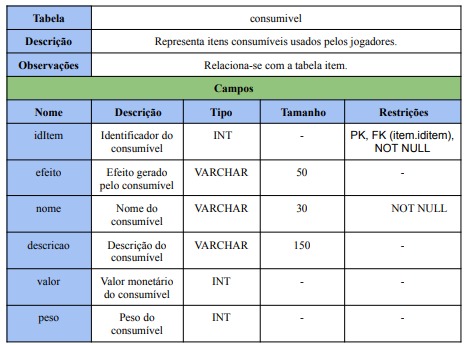 Tabela consumivel
Descrição Representa itens consumíveis usados pelos jogadores.
Observações Relaciona-se com a tabela item.
Campos
Nome Descrição Tipo Tamanho Restrições
idItem Identificador do consumível INT - PK, FK (item.iditem), NOT NULL
efeito Efeito gerado pelo consumível VARCHAR 50 -
nome Nome do consumível VARCHAR 30 NOT NULL
descricao Descrição do consumível VARCHAR 150 -
valor Valor monetário do consumível INT - -
peso Peso do consumível INT - -